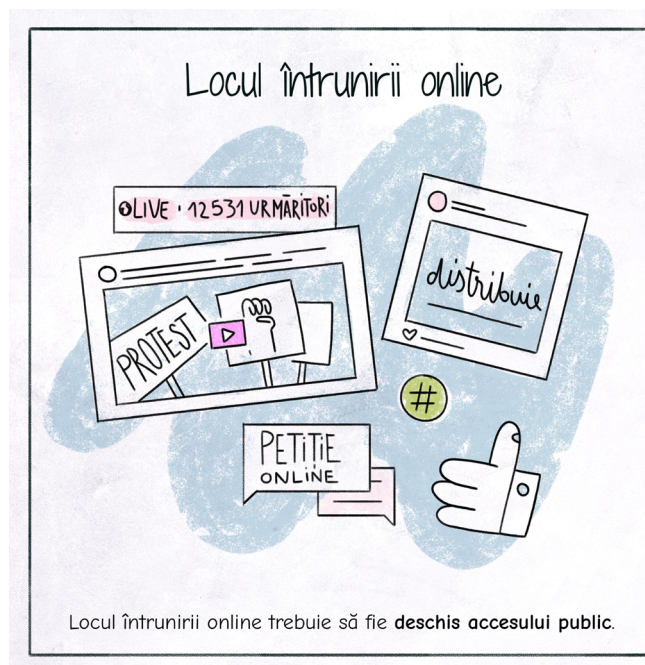 Locul întrunirii online
LIVE · 12531 URMĂRITORI
distribuie
PROTEST
#
PETIȚIE
ONLINE
Locul întrunirii online trebuie să fie deschis accesului public.